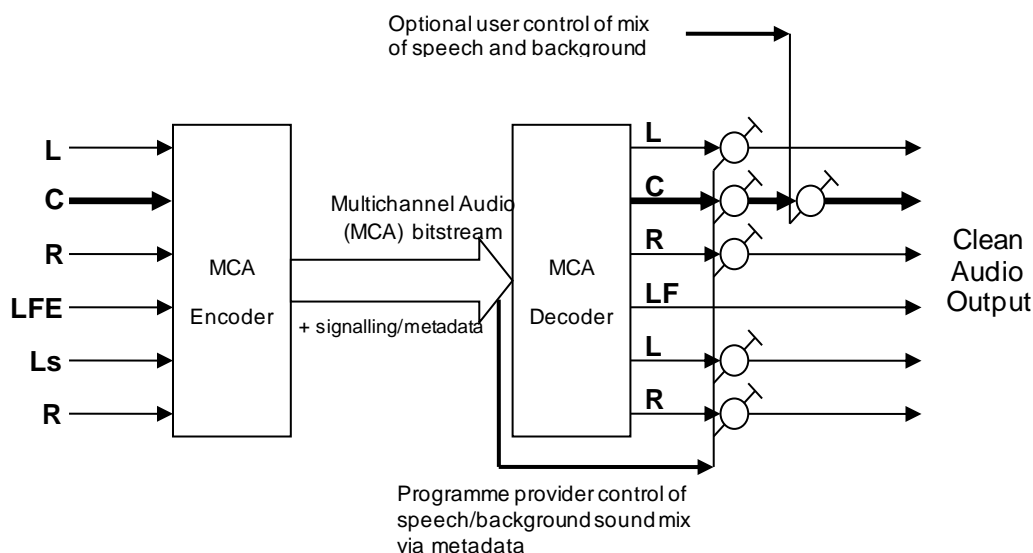 Optional user control of mix
of speech and background
L
C
R
LFE
Ls
R
MCA
Encoder
Multichannel Audio
(MCA) bitstream
+ signalling/metadata
MCA
Decoder
L
C
R
LF
L
R
Clean
Audio
Output
Programme provider control of
speech/background sound mix
via metadata